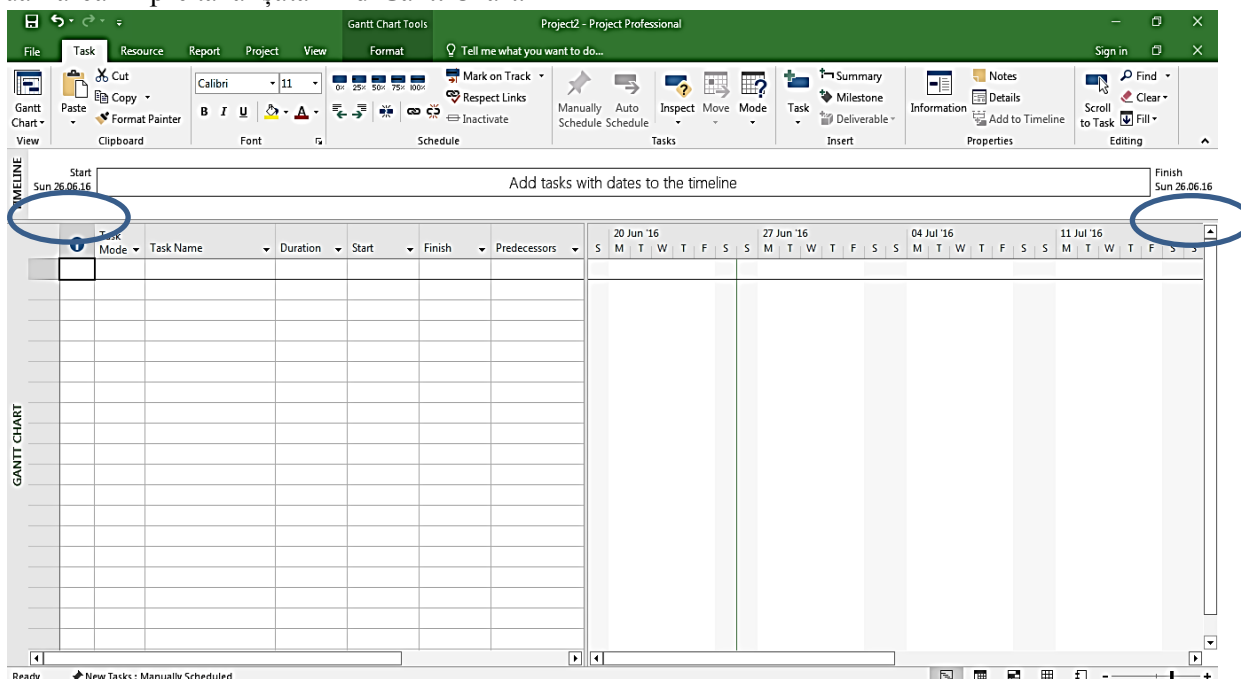 Gantt Chart Tools
Project2 - Project Professional
File Task Resource Report Project View Format Tell me what you want to do... Sign in
Gantt Chart
View
Paste
Cut
Copy
Format Painter
Clipboard
Calibri 11
B I U A
Font
0× 25× 50× 75× 100×
Mark on Track
Respect Links
Inactivate
Schedule
Manually Schedule
Auto Schedule
Inspect
Move
Mode
Tasks
Task
Summary
Milestone
Deliverable
Insert
Information
Notes
Details
Add to Timeline
Properties
Scroll to Task
Find
Clear
Fill
Editing
TIMELINE
Start
Sun 26.06.16
Add tasks with dates to the timeline
Finish
Sun 26.06.16
Task Mode
Task Name
Duration
Start
Finish
Predecessors
20 Jun '16 27 Jun '16 04 Jul '16 11 Jul '16
S M T W T F S S M T W T F S S M T W T F S S M T W T F S S
GANTT CHART
Ready New Tasks : Manually Scheduled